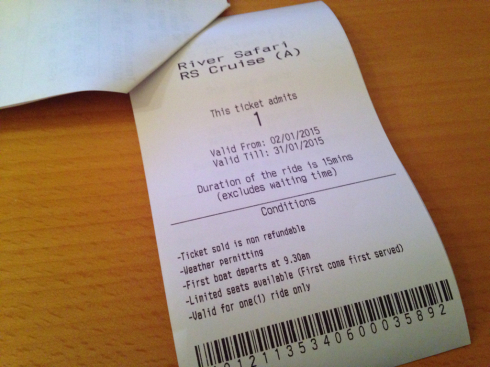 River Safari
RS Cruise (A)
This ticket admits
1
Valid From: 02/01/2015
Valid Till: 31/01/2015
Duration of the ride is 15mins
(excludes waiting time)
Conditions
-Ticket sold is non refundable
-Weather permitting
-First boat departs at 9.30am
-Limited seats available (First come first served)
-Valid for one(1) ride only